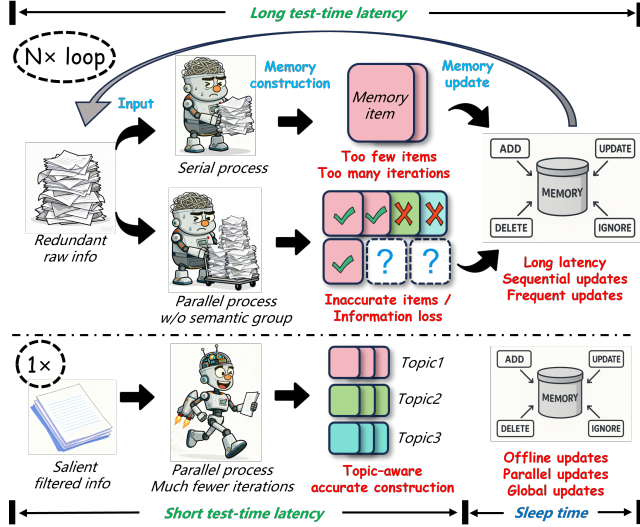 Long test-time latency
N× loop
Input
Memory
construction
Memory
update
Memory
item
Serial process
Too few items
Too many iterations
ADD
UPDATE
MEMORY
DELETE
IGNORE
Redundant
raw info
?
?
Parallel process
w/o semantic group
Inaccurate items /
Information loss
Long latency
Sequential updates
Frequent updates
1×
Topic1
Topic2
Topic3
ADD
UPDATE
MEMORY
DELETE
IGNORE
Salient
filtered info
Parallel process
Much fewer iterations
Topic-aware
accurate construction
Offline updates
Parallel updates
Global updates
Short test-time latency
Sleep time